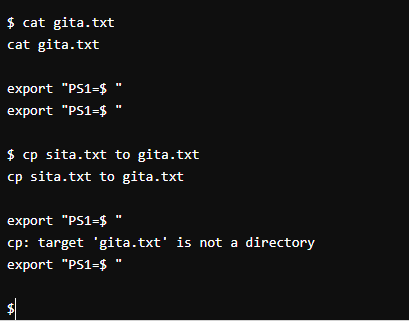 $ cat gita.txt
cat gita.txt
export "PS1=$ "
export "PS1=$ "
$ cp sita.txt to gita.txt
cp sita.txt to gita.txt
export "PS1=$ "
cp: target 'gita.txt' is not a directory
export "PS1=$ "
$